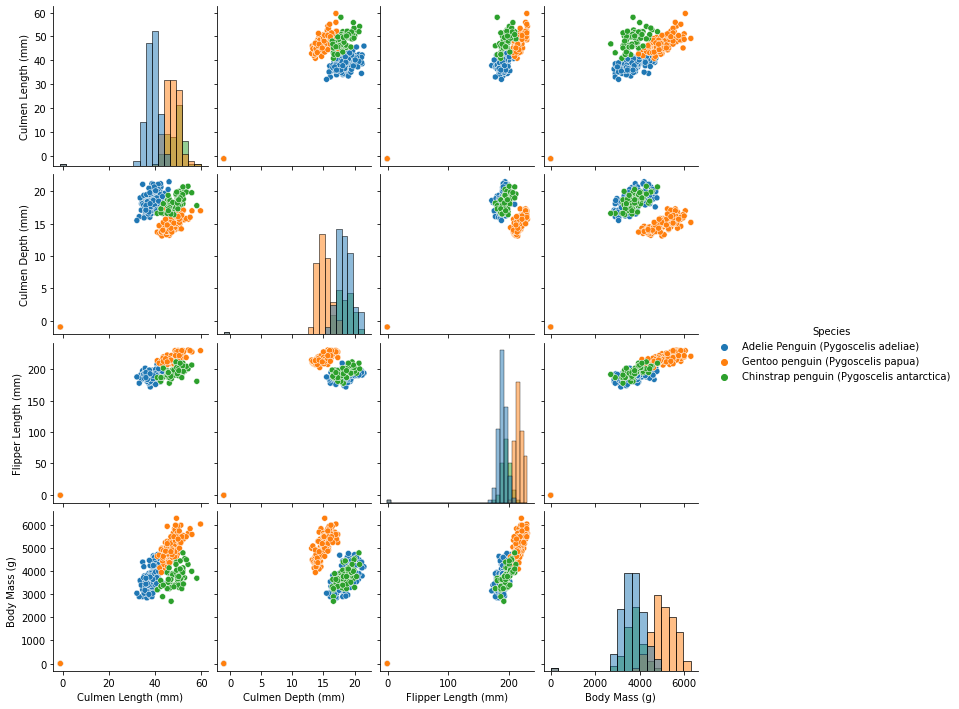 60
50
40
30
20
10
0
Culmen Length (mm)
20
15
10
5
0
Culmen Depth (mm)
200
150
100
50
0
Flipper Length (mm)
6000
5000
4000
3000
2000
1000
0
Body Mass (g)
0 20 40 60
Culmen Length (mm)
0 5 10 15 20
Culmen Depth (mm)
0 100 200
Flipper Length (mm)
0 2000 4000 6000
Body Mass (g)
Species
Adelie Penguin (Pygoscelis adeliae)
Gentoo penguin (Pygoscelis papua)
Chinstrap penguin (Pygoscelis antarctica)